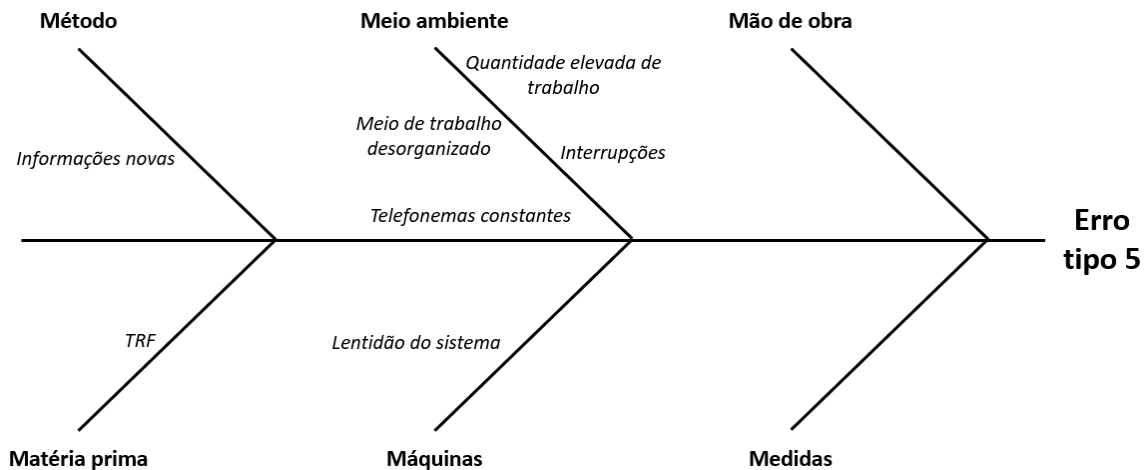 Método
Meio ambiente
Mão de obra
Quantidade elevada de
trabalho
Meio de trabalho
desorganizado
Interrupções
Informações novas
Telefonemas constantes
Erro
tipo 5
TRF
Lentidão do sistema
Matéria prima
Máquinas
Medidas